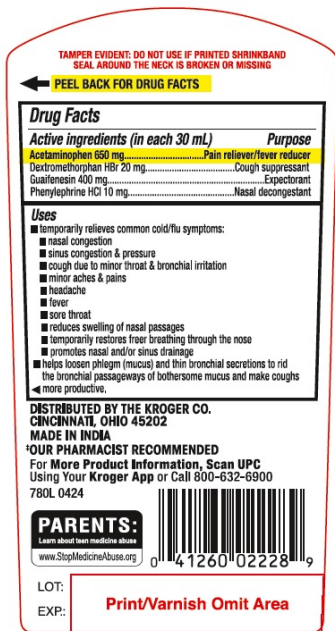 TAMPER EVIDENT: DO NOT USE IF PRINTED SHRINKBAND
SEAL AROUND THE NECK IS BROKEN OR MISSING
PEEL BACK FOR DRUG FACTS
Drug Facts
Active ingredients (in each 30 mL) Purpose
Acetaminophen 650 mg................................Pain reliever/fever reducer
Dextromethorphan HBr 20 mg...................................Cough suppressant
Guaifenesin 400 mg..............................................................Expectorant
Phenylephrine HCl 10 mg..........................................Nasal decongestant
Uses
■ temporarily relieves common cold/flu symptoms:
■ nasal congestion
■ sinus congestion & pressure
■ cough due to minor throat & bronchial irritation
■ minor aches & pains
■ headache
■ fever
■ sore throat
■ reduces swelling of nasal passages
■ temporarily restores freer breathing through the nose
■ promotes nasal and/or sinus drainage
■ helps loosen phlegm (mucus) and thin bronchial secretions to rid
the bronchial passageways of bothersome mucus and make coughs
more productive.
DISTRIBUTED BY THE KROGER CO.
CINCINNATI, OHIO 45202
MADE IN INDIA
‡OUR PHARMACIST RECOMMENDED
For More Product Information, Scan UPC
Using Your Kroger App or Call 800-632-6900
780L 0424
PARENTS:
Learn about teen medicine abuse
www.StopMedicineAbuse.org
0 41260 02228 9
LOT:
EXP.:
Print/Varnish Omit Area